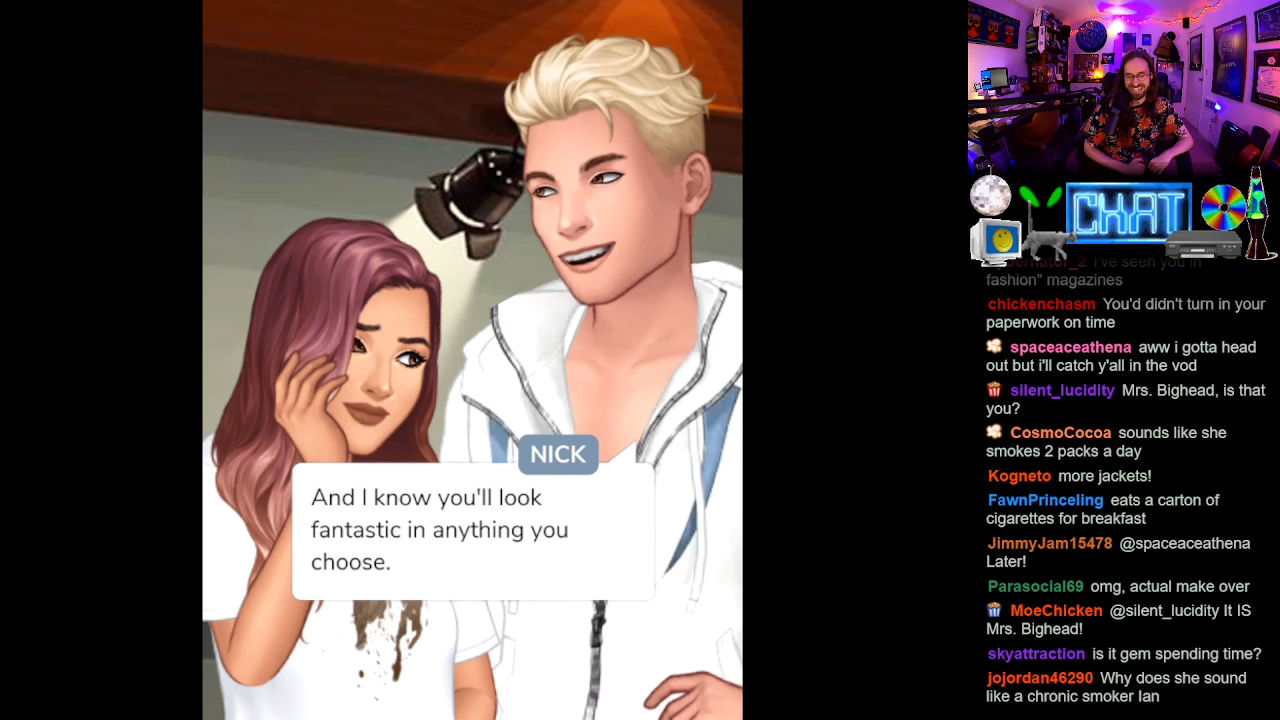 NICK
And I know you'll look
fantastic in anything you
choose.
CHAT
I've seen you in
fashion" magazines
chickenchasm You'd didn't turn in your
paperwork on time
spaceaceathena aww i gotta head
out but i'll catch y'all in the vod
silent_lucidity Mrs. Bighead, is that
you?
CosmoCocoa sounds like she
smokes 2 packs a day
Kogneto more jackets!
FawnPrinceling eats a carton of
cigarettes for breakfast
JimmyJam15478 @spaceaceathena
Later!
Parasocial69 omg, actual make over
MoeChicken @silent_lucidity It IS
Mrs. Bighead!
skyattraction is it gem spending time?
jojordan46290 Why does she sound
like a chronic smoker Ian